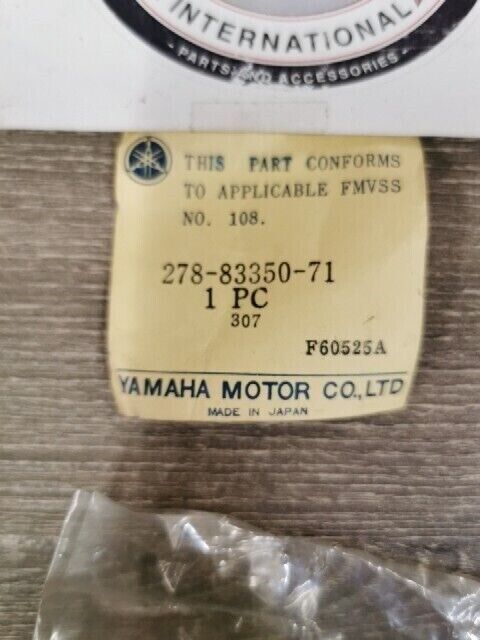 INTERNATIONAL
- PARTS AND ACCESSORIES -
THIS PART CONFORMS
TO APPLICABLE FMVSS
NO. 108.
278-83350-71
1 PC
307
F60525A
YAMAHA MOTOR CO.,LTD
MADE IN JAPAN